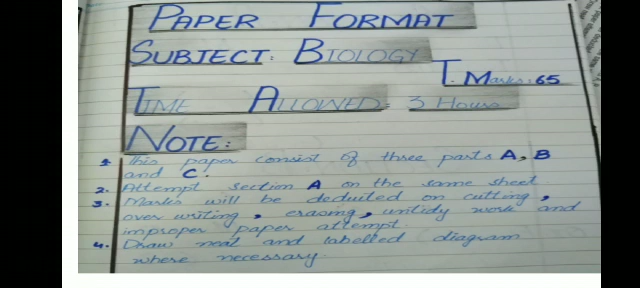 PAPER FORMAT
SUBJECT: BIOLOGY
T. Marks: 65
TIME ALLOWED: 3 Hours
NOTE:
1. This paper consist of three parts A, B
and C.
2. Attempt section A on the same sheet
3. Marks will be deduited on cutting,
over writing, erasing, unitidy work and
improper paper attempt.
4. Draw neat and labelled diagram
where necessary.